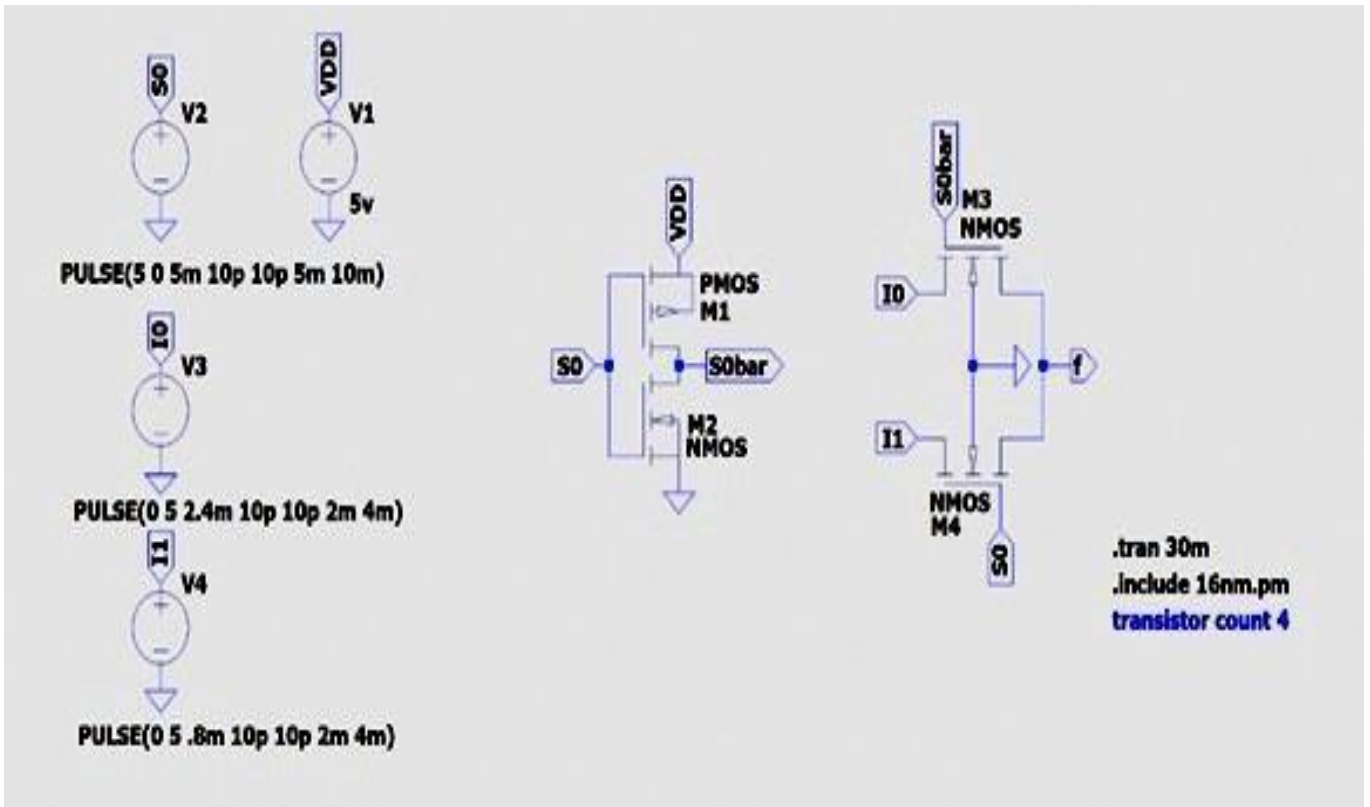 S0
V2
VDD
V1
5v
PULSE(5 0 5m 10p 10p 5m 10m)
I0
V3
PULSE(0 5 2.4m 10p 10p 2m 4m)
I1
V4
PULSE(0 5 .8m 10p 10p 2m 4m)
VDD
PMOS
M1
S0
S0bar
M2
NMOS
S0bar
M3
NMOS
I0
f
I1
NMOS
M4
S0
.tran 30m
.include 16nm.pm
transistor count 4